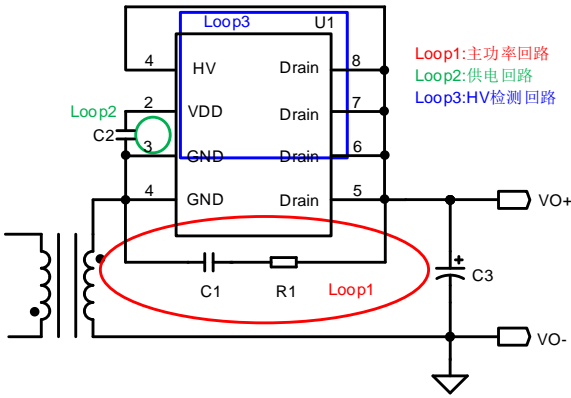 Loop3
U1
4
HV
Drain
8
Loop1:主功率回路
Loop2:供电回路
Loop3:HV检测回路
Loop2
2
VDD
Drain
7
C2
3
GND
Drain
6
4
GND
Drain
5
VO+
+
C3
C1
R1
Loop1
VO-